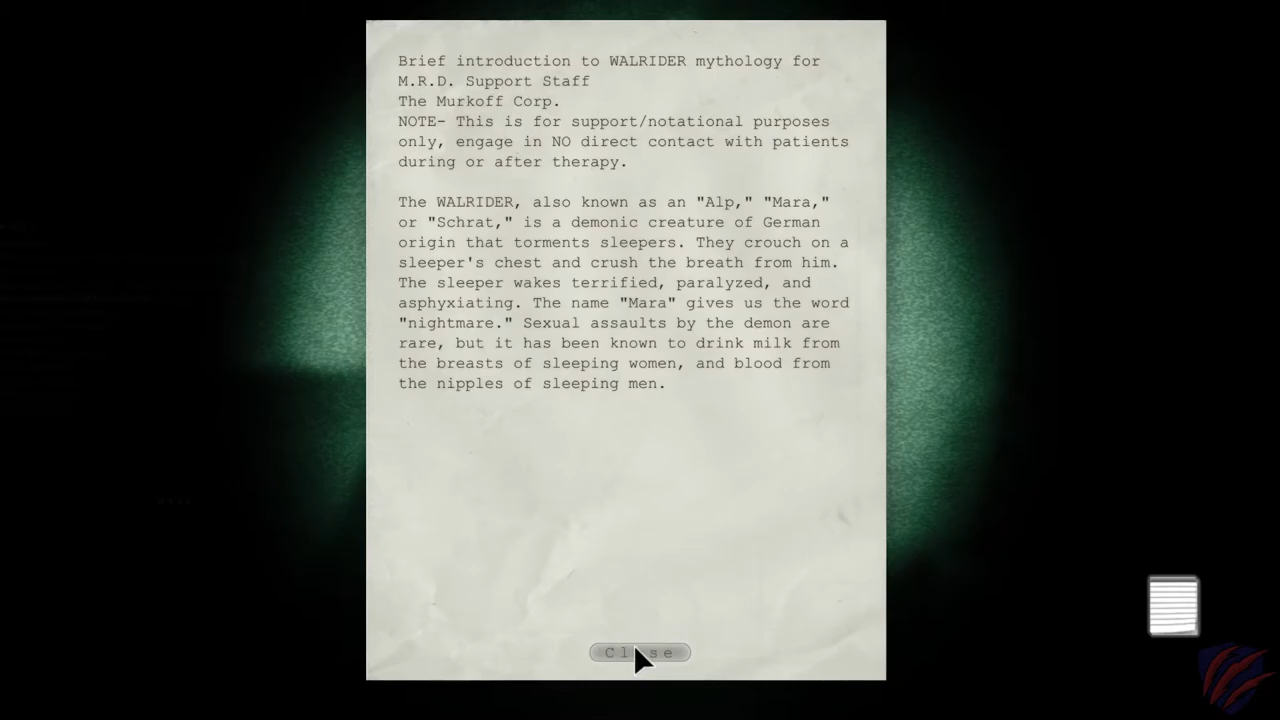 Brief introduction to WALRIDER mythology for
M.R.D. Support Staff
The Murkoff Corp.
NOTE- This is for support/notational purposes
only, engage in NO direct contact with patients
during or after therapy.
The WALRIDER, also known as an "Alp," "Mara,"
or "Schrat," is a demonic creature of German
origin that torments sleepers. They crouch on a
sleeper's chest and crush the breath from him.
The sleeper wakes terrified, paralyzed, and
asphyxiating. The name "Mara" gives us the word
"nightmare." Sexual assaults by the demon are
rare, but it has been known to drink milk from
the breasts of sleeping women, and blood from
the nipples of sleeping men.
Close